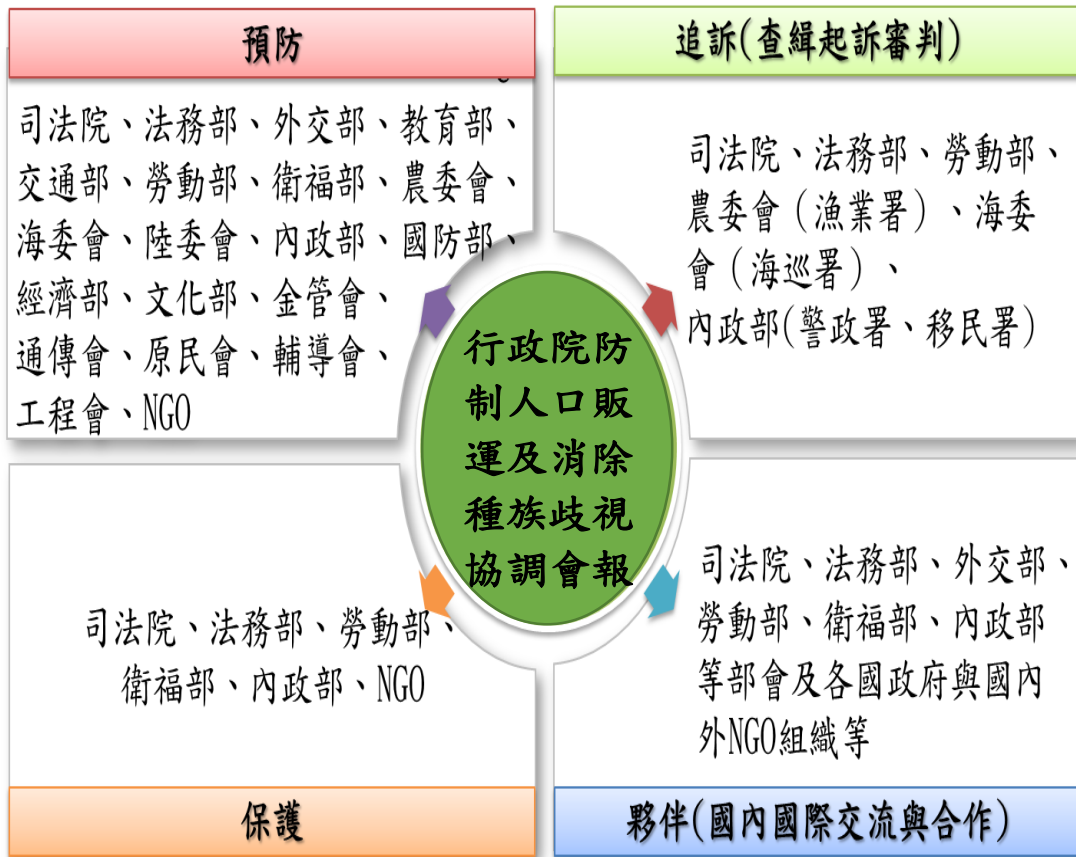 預防
司法院、法務部、外交部、教育部、
交通部、勞動部、衛福部、農委會、
海委會、陸委會、內政部、國防部、
經濟部、文化部、金管會、
通傳會、原民會、輔導會、
工程會、NGO
追訴(查緝起訴審判)
司法院、法務部、勞動部、
農委會（漁業署）、海委
會（海巡署）、
內政部(警政署、移民署)
行政院防
制人口販
運及消除
種族歧視
協調會報
司法院、法務部、勞動部、
衛福部、內政部、NGO
保護
司法院、法務部、外交部、
勞動部、衛福部、內政部
等部會及各國政府與國內
外NGO組織等
夥伴(國內國際交流與合作)